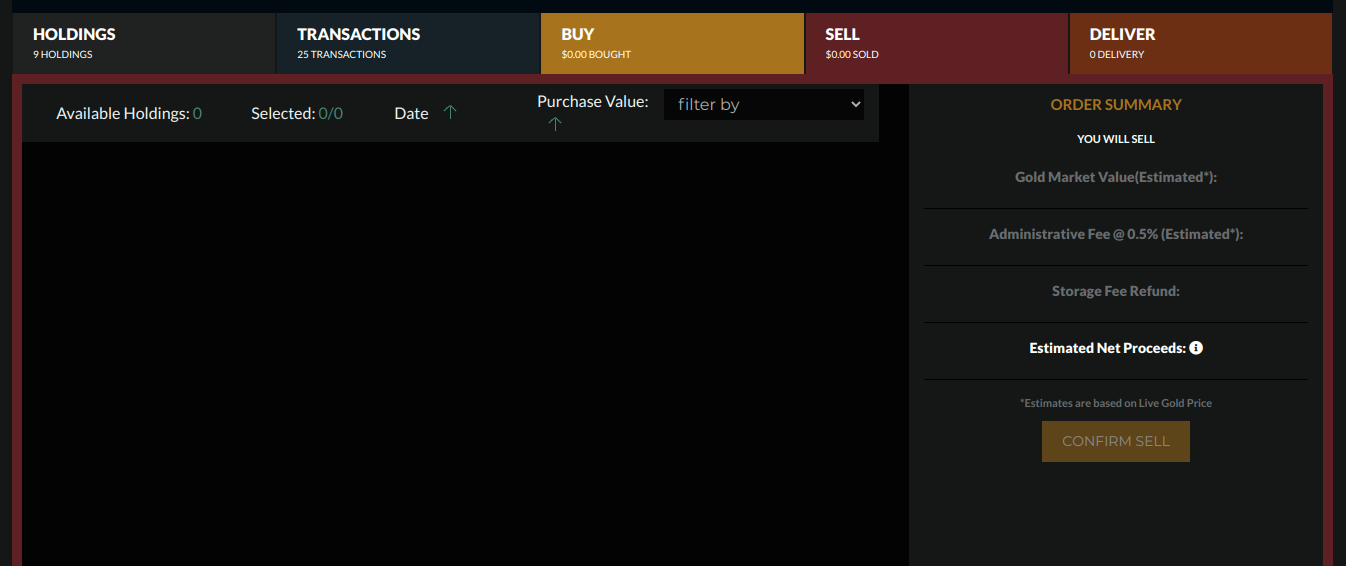 HOLDINGS
9 HOLDINGS
TRANSACTIONS
25 TRANSACTIONS
BUY
$0.00 BOUGHT
SELL
$0.00 SOLD
DELIVER
0 DELIVERY
Available Holdings: 0
Selected: 0/0
Date
Purchase Value:
filter by
ORDER SUMMARY
YOU WILL SELL
Gold Market Value(Estimated*):
Administrative Fee @ 0.5% (Estimated*):
Storage Fee Refund:
Estimated Net Proceeds:
*Estimates are based on Live Gold Price
CONFIRM SELL